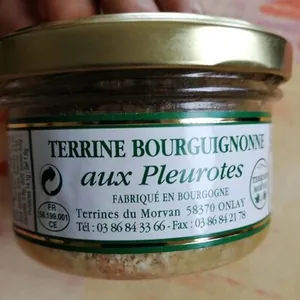 TERRINE BOURGUIGNONNE
aux Pleurotes
FABRIQUÉ EN BOURGOGNE
Terrines du Morvan 58370 ONLAY
Tél : 03 86 84 33 66 - Fax : 03 86 84 21 78
FR
58.199.001
CE